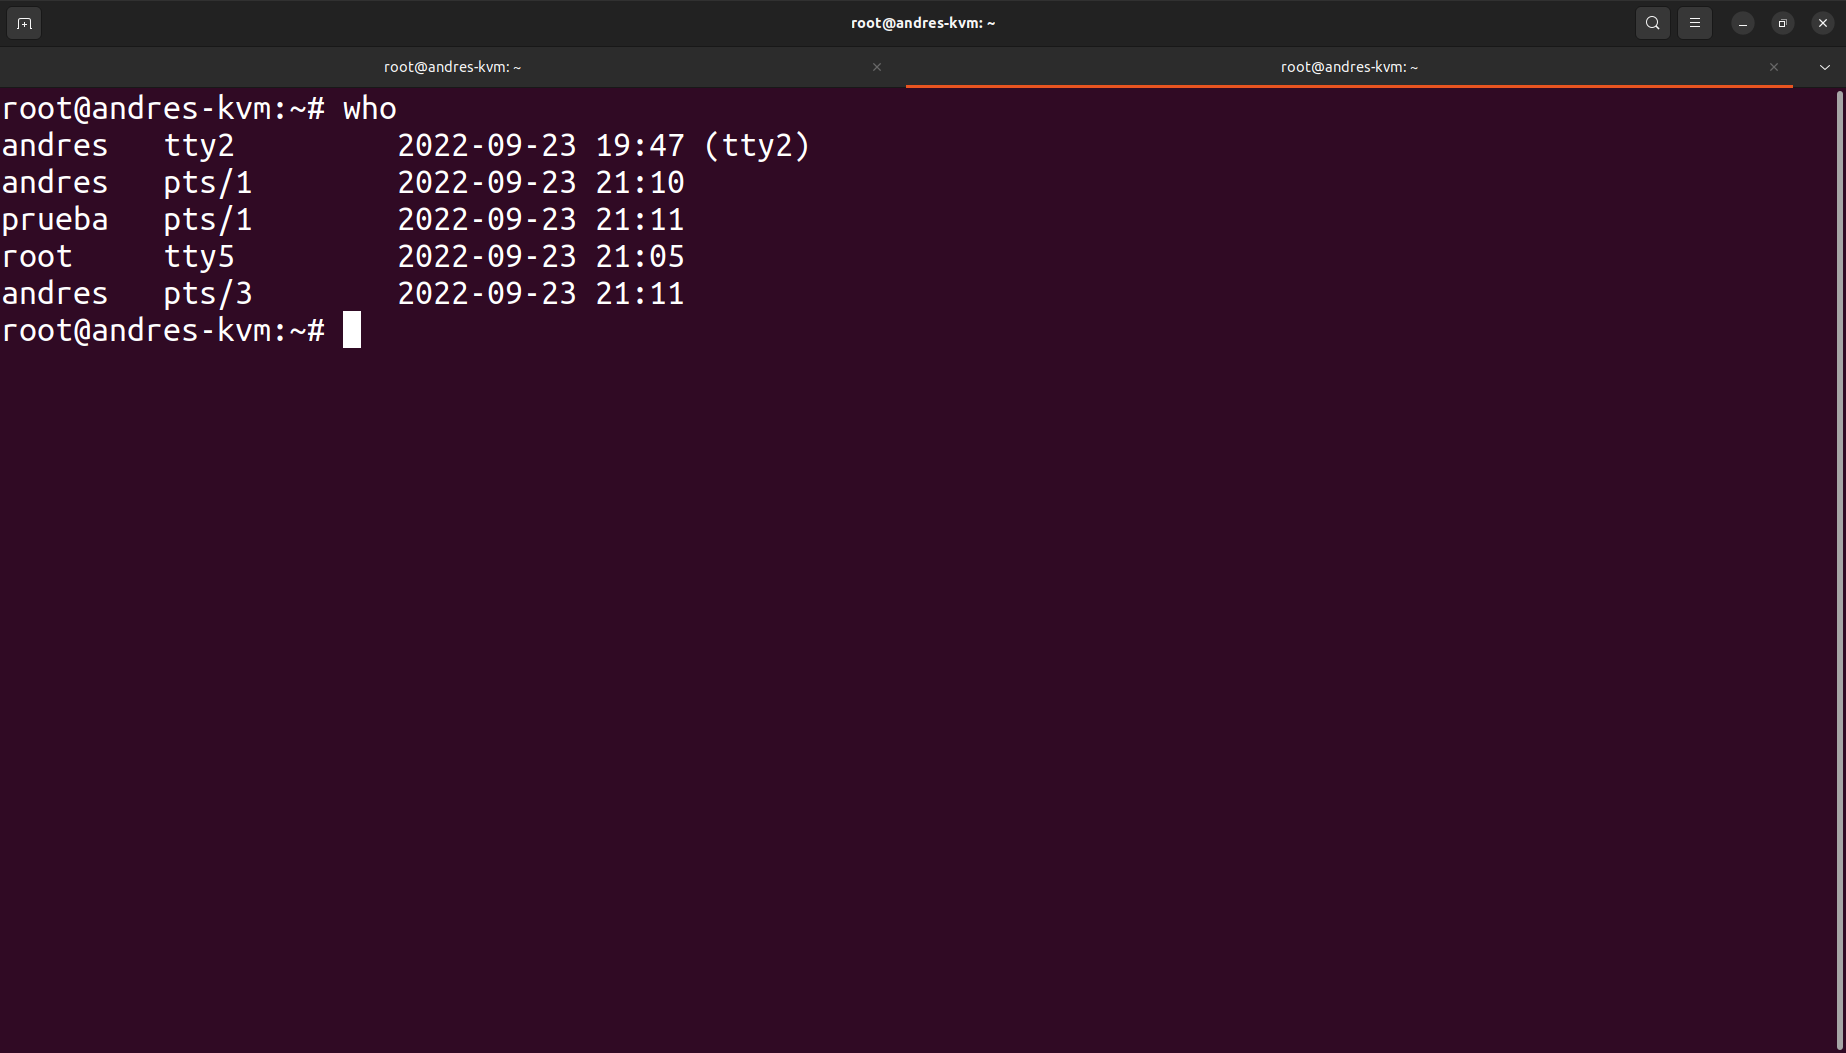 root@andres-kvm: ~
root@andres-kvm: ~
root@andres-kvm: ~
root@andres-kvm:~# who
andres   tty2         2022-09-23 19:47 (tty2)
andres   pts/1        2022-09-23 21:10
prueba   pts/1        2022-09-23 21:11
root     tty5         2022-09-23 21:05
andres   pts/3        2022-09-23 21:11
root@andres-kvm:~#